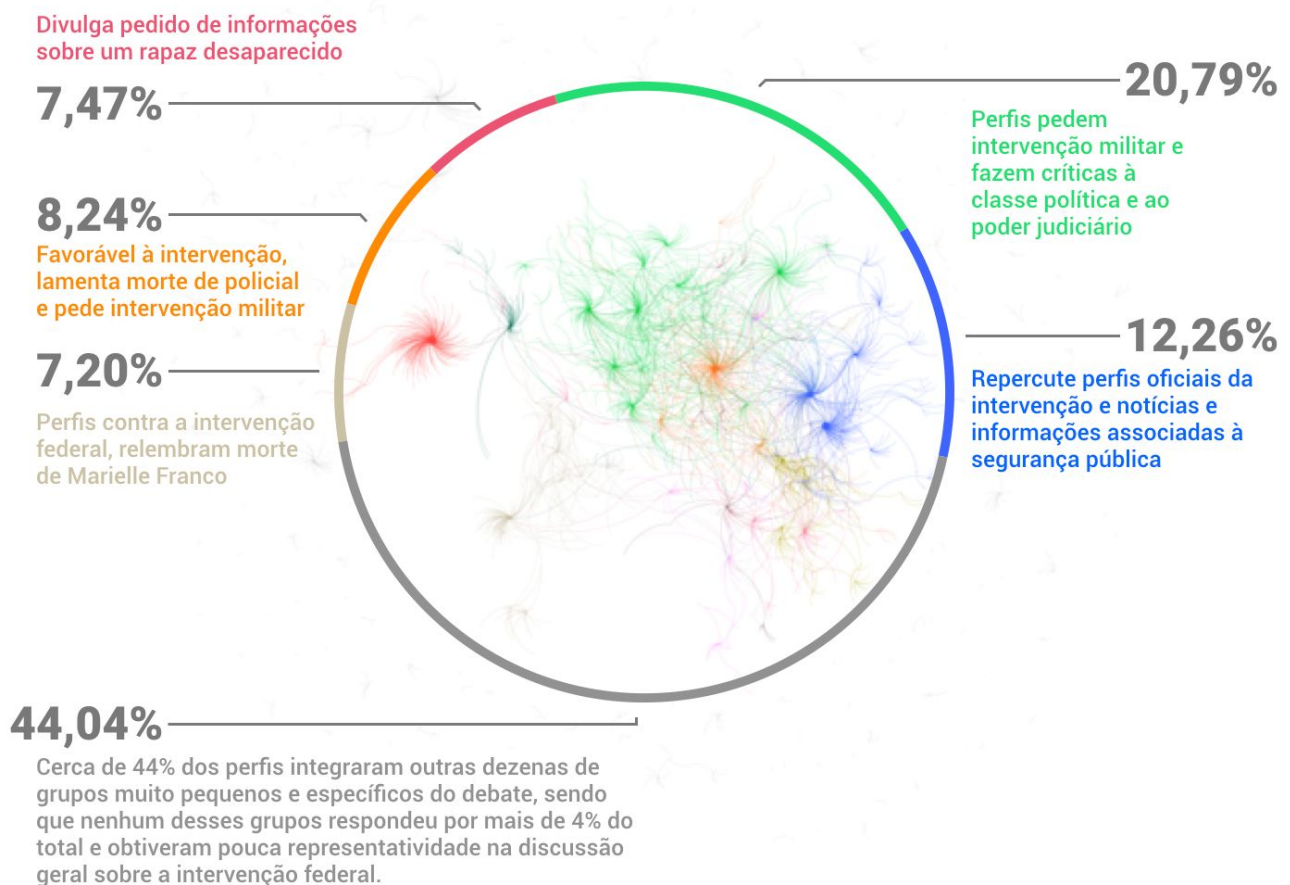 Divulga pedido de informações
sobre um rapaz desaparecido
7,47%
8,24%
Favorável à intervenção,
lamenta morte de policial
e pede intervenção militar
7,20%
Perfis contra a intervenção
federal, relembram morte
de Marielle Franco
20,79%
Perfis pedem
intervenção militar e
fazem críticas à
classe política e ao
poder judiciário
12,26%
Repercute perfis oficiais da
intervenção e notícias e
informações associadas à
segurança pública
44,04%
Cerca de 44% dos perfis integraram outras dezenas de
grupos muito pequenos e específicos do debate, sendo
que nenhum desses grupos respondeu por mais de 4% do
total e obtiveram pouca representatividade na discussão
geral sobre a intervenção federal.